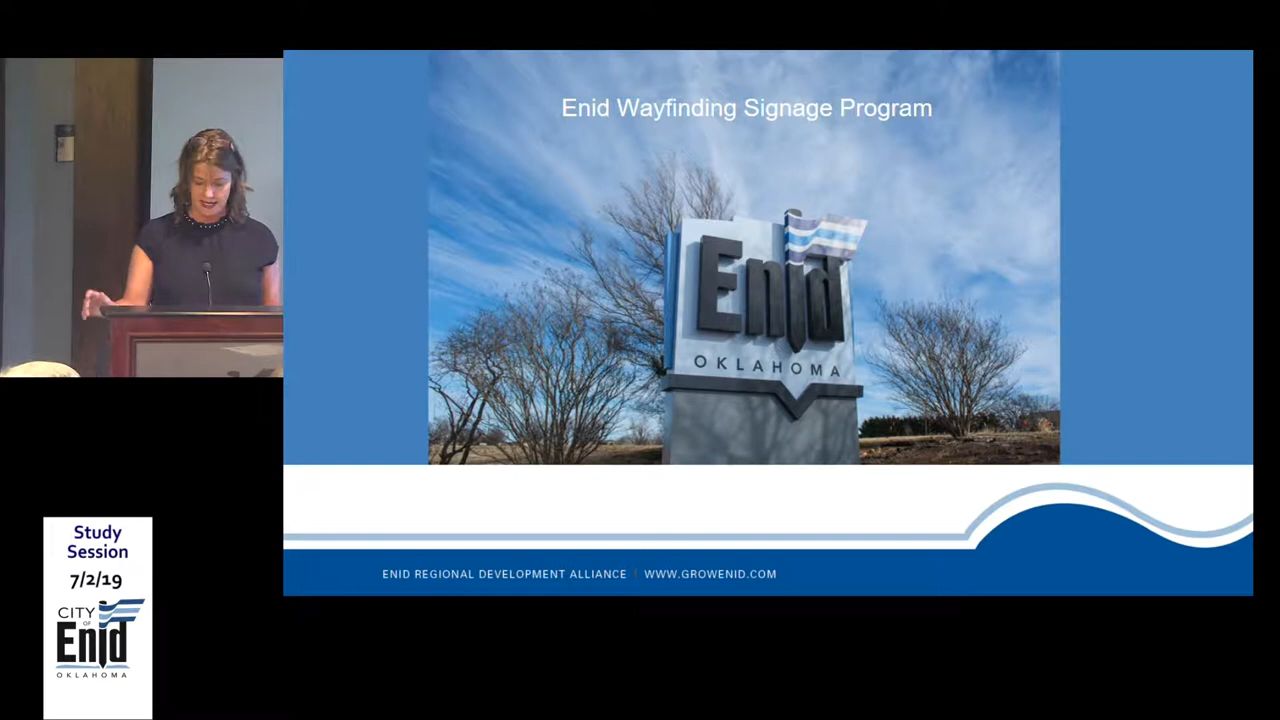 Enid Wayfinding Signage Program
Enid
OKLAHOMA
ENID REGIONAL DEVELOPMENT ALLIANCE | WWW.GROWENID.COM
Study
Session
7/2/19
CITY
OF
Enid
OKLAHOMA